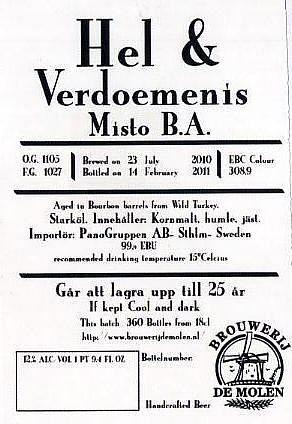 Hel &
Verdoemenis
Misto B.A.
O.G. 1105
F.G. 1027
Brewed on 23 July 2010
Bottled on 14 February 2011
EBC Colour
308.9
Aged in Bourbon barrels from Wild Turkey.
Starköl. Innehåller: Kornmalt, humle, jäst.
Importör: PanoGruppen AB- Sthlm- Sweden
99,0 EBU
recommended drinking temperature 15°Celcius
Går att lagra upp till 25 år
If kept Cool and dark
This batch 360 Bottles from 18cl
http://www.brouwerijdemolen.nl/
12% ALC. VOL 1 PT 9.4 FL. OZ
Bottelnumber:
Handcrafted Beer
BROUWERIJ
DE MOLEN